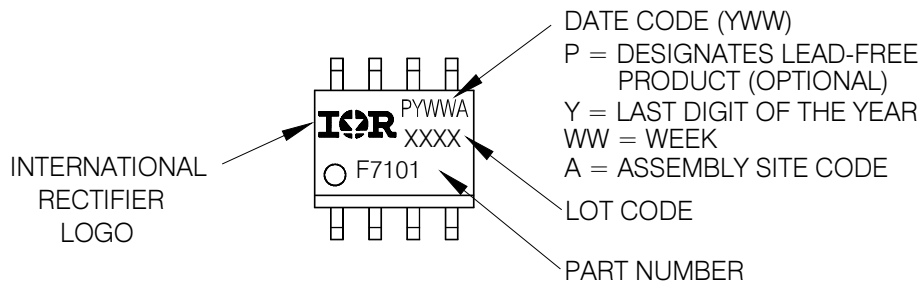 DATE CODE (YWW)
P = DESIGNATES LEAD-FREE
PRODUCT (OPTIONAL)
Y = LAST DIGIT OF THE YEAR
WW = WEEK
A = ASSEMBLY SITE CODE
LOT CODE
PART NUMBER
INTERNATIONAL
RECTIFIER
LOGO
IOR
PYWWA
XXXX
F7101